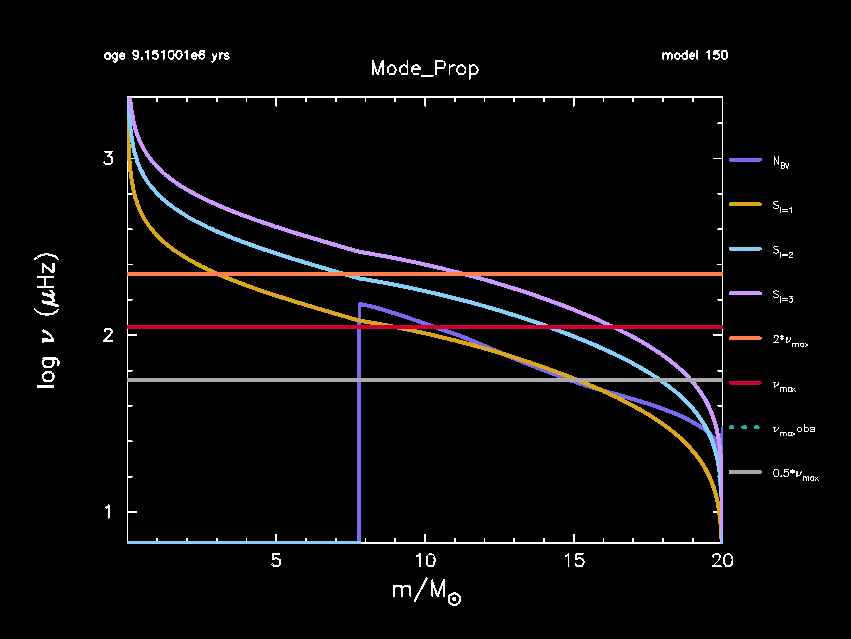 age 9.151001e6 yrs
model 150
Mode_Prop
3
2
1
log ν (μHz)
5
10
15
20
m/M⊙
N_BV
S_l=1
S_l=2
S_l=3
2*ν_max
ν_max
ν_max obs
0.5*ν_max